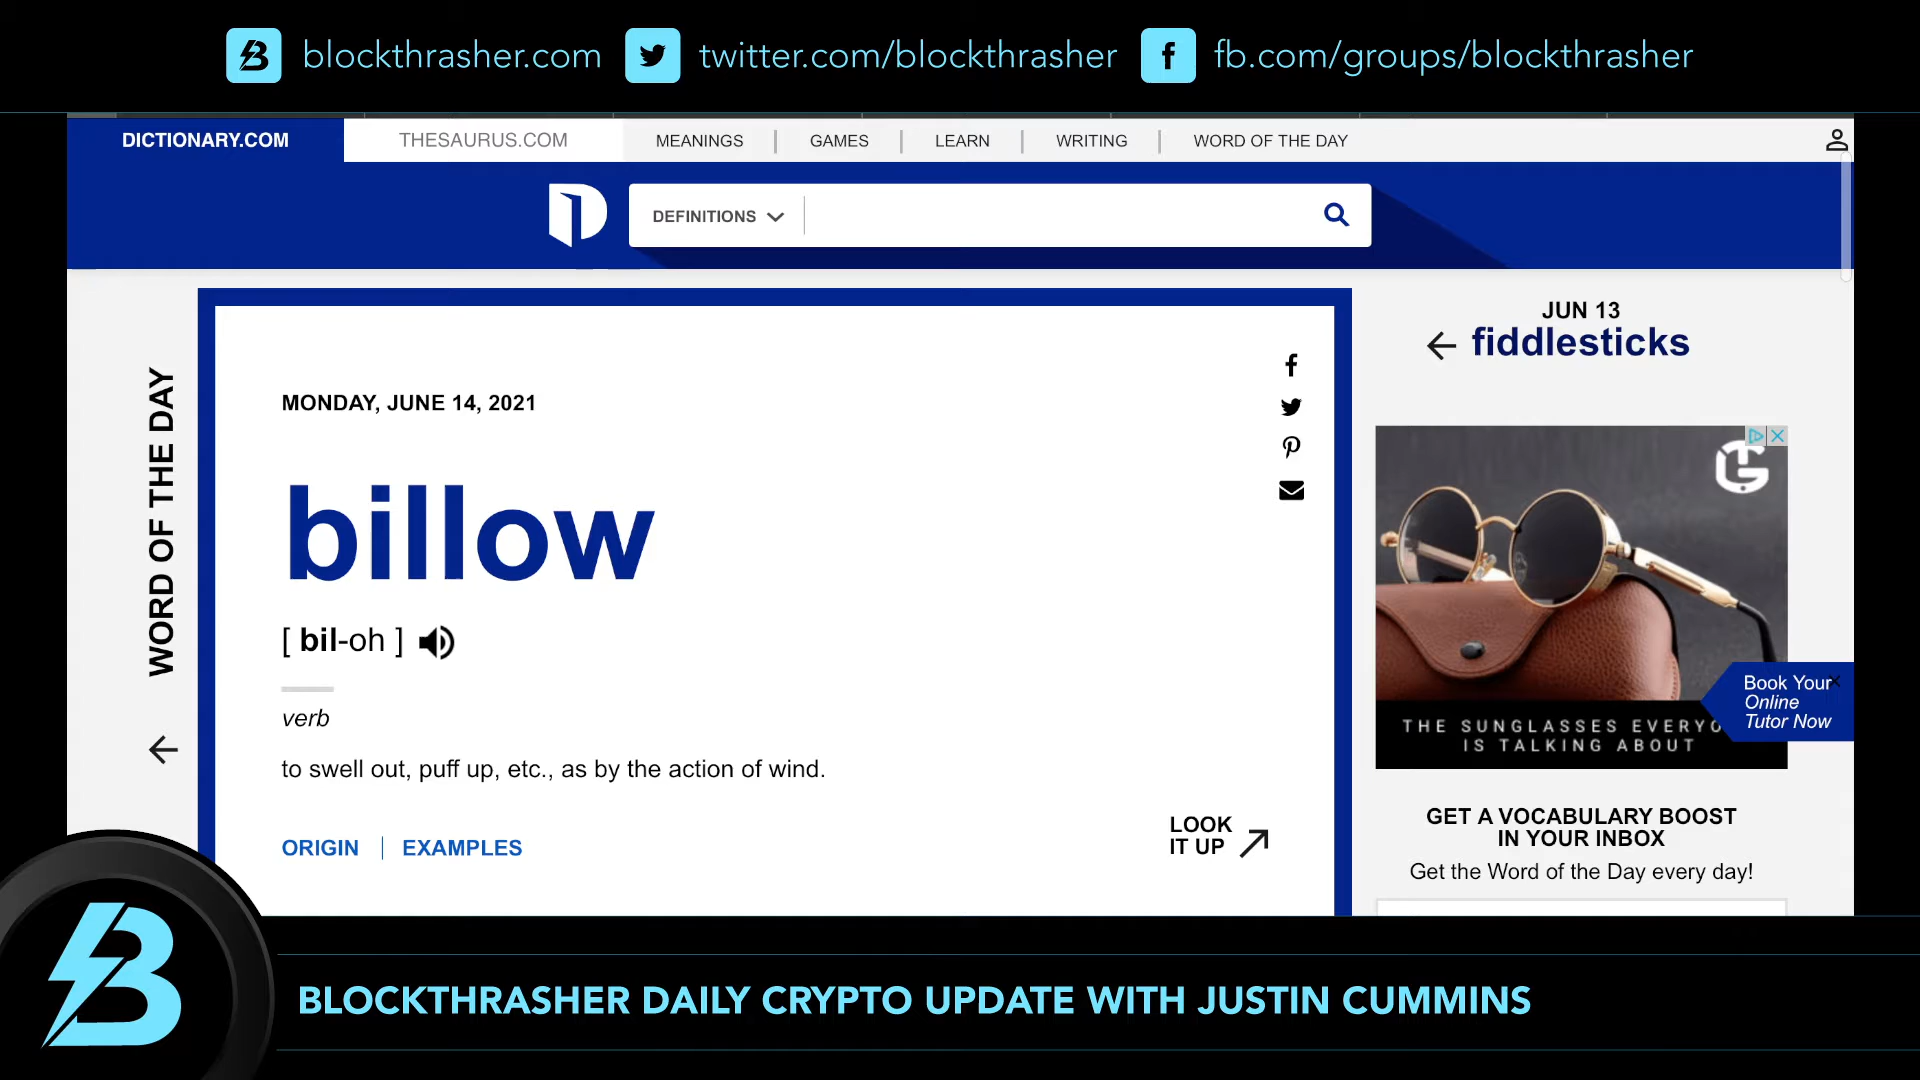 blockthrasher.com twitter.com/blockthrasher fb.com/groups/blockthrasher
DICTIONARY.COM THESAURUS.COM MEANINGS GAMES LEARN WRITING WORD OF THE DAY
DEFINITIONS
WORD OF THE DAY
MONDAY, JUNE 14, 2021
billow
[ bil-oh ]
verb
to swell out, puff up, etc., as by the action of wind.
ORIGIN | EXAMPLES
LOOK
IT UP
JUN 13
fiddlesticks
THE SUNGLASSES EVERYO
IS TALKING ABOUT
Book Your
Online
Tutor Now
GET A VOCABULARY BOOST
IN YOUR INBOX
Get the Word of the Day every day!
BLOCKTHRASHER DAILY CRYPTO UPDATE WITH JUSTIN CUMMINS